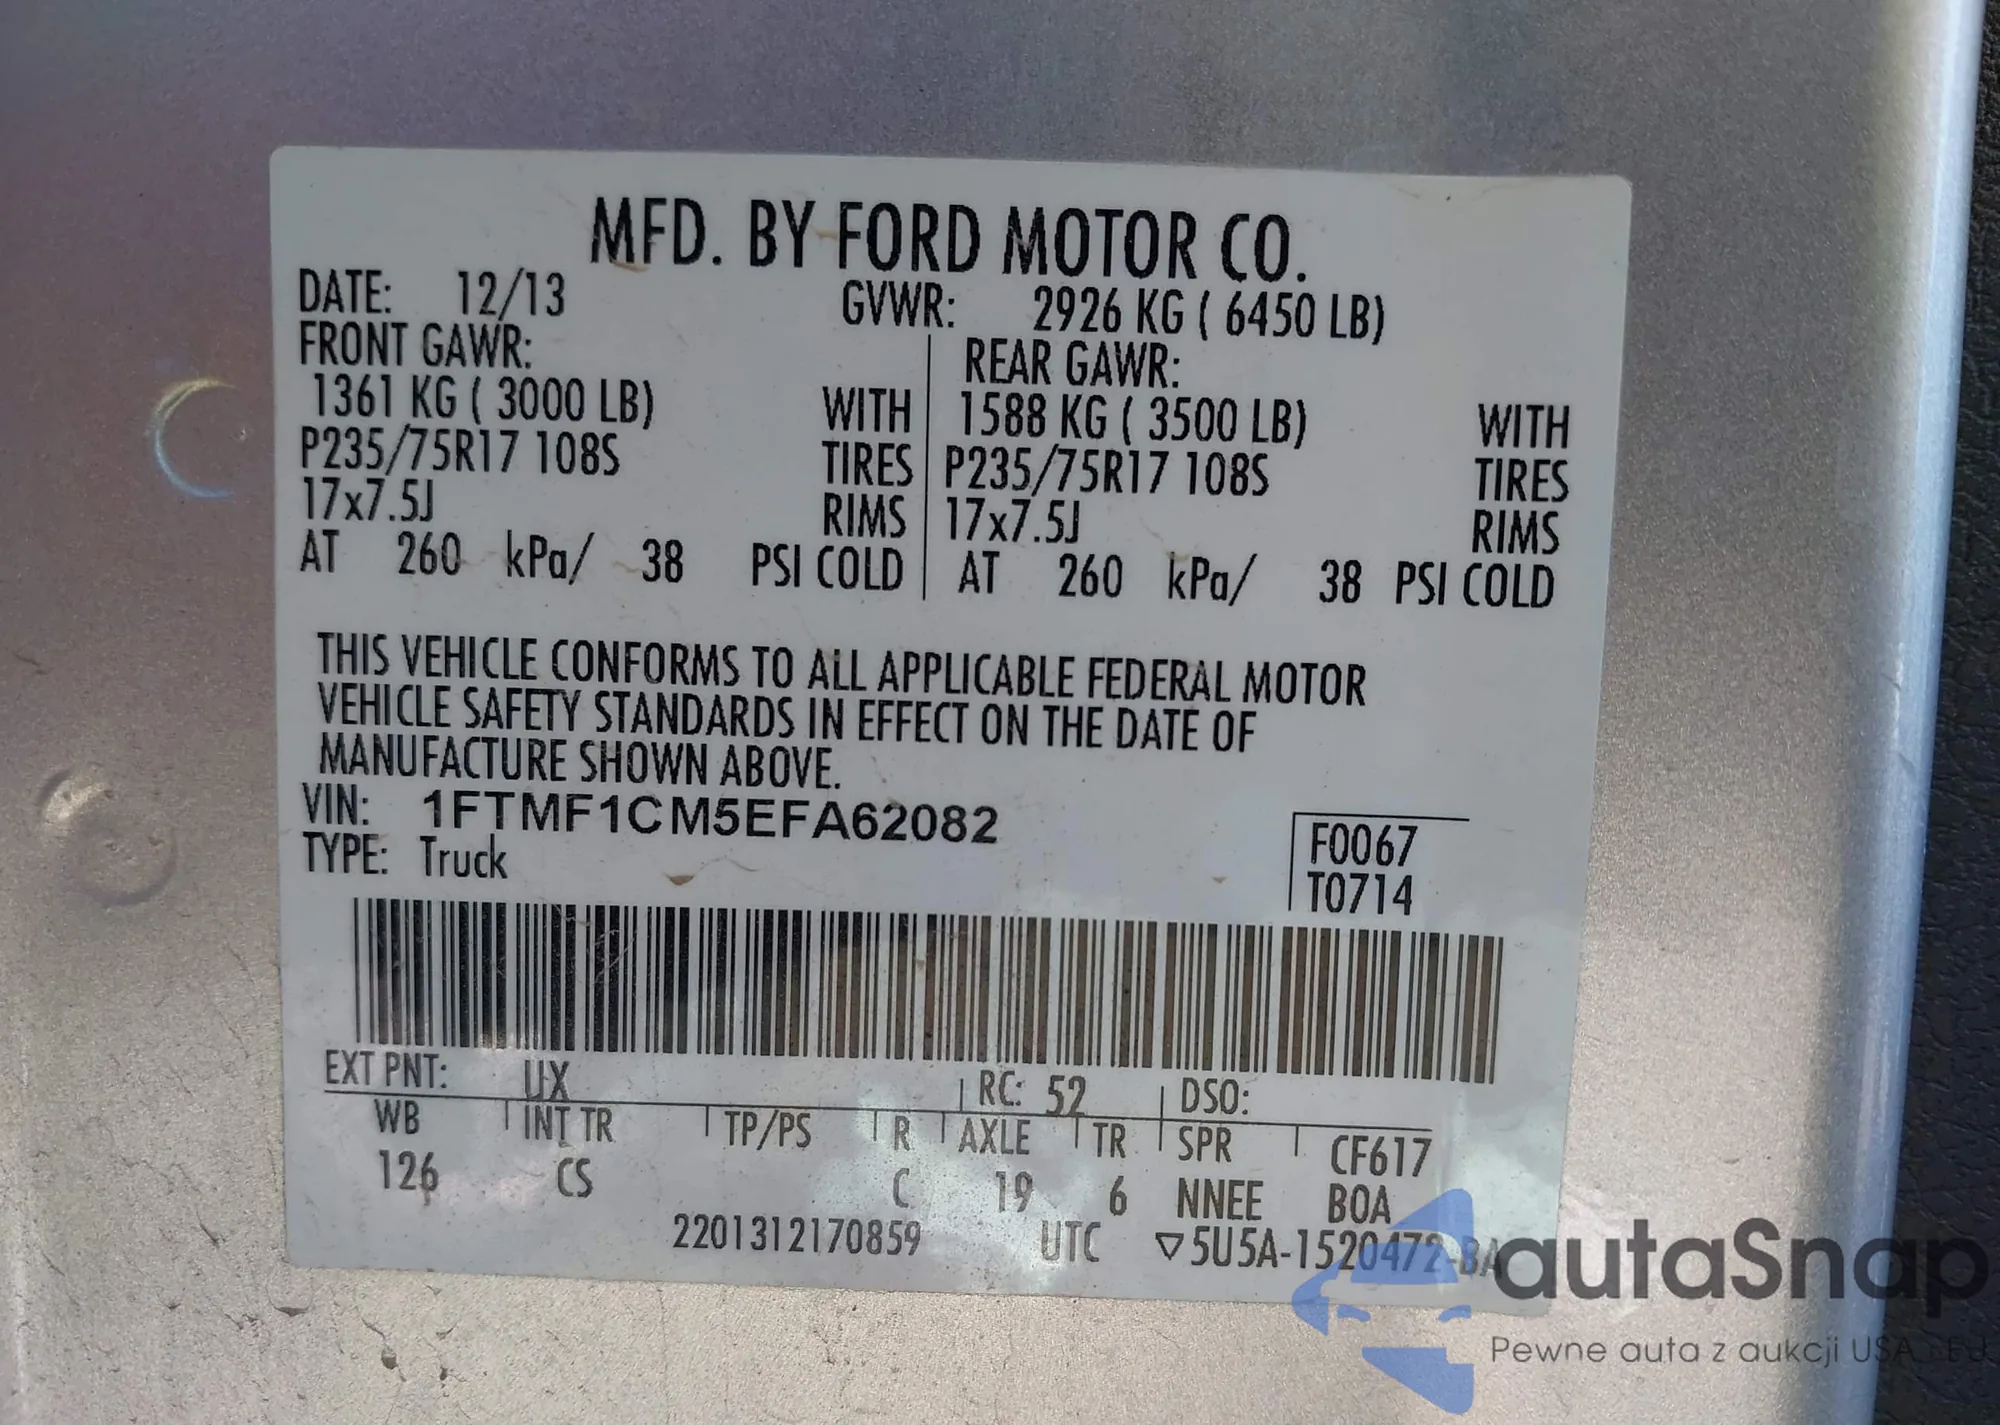 MFD. BY FORD MOTOR CO.
DATE: 12/13 GVWR: 2926 KG ( 6450 LB)
FRONT GAWR: REAR GAWR:
1361 KG ( 3000 LB) WITH 1588 KG ( 3500 LB) WITH
P235/75R17 108S TIRES P235/75R17 108S TIRES
17x7.5J RIMS 17x7.5J RIMS
AT 260 kPa/ 38 PSI COLD AT 260 kPa/ 38 PSI COLD
THIS VEHICLE CONFORMS TO ALL APPLICABLE FEDERAL MOTOR
VEHICLE SAFETY STANDARDS IN EFFECT ON THE DATE OF
MANUFACTURE SHOWN ABOVE.
VIN: 1FTMF1CM5EFA62082
TYPE: Truck
F0067
T0714
EXT PNT: UX RC: 52 DSO:
WB INT TR TP/PS R AXLE TR SPR CF617
126 CS C 19 6 NNEE BOA
2201312170859 UTC ▽5U5A-1520472-BA
autaSnap
Pewne auta z aukcji USA i EU